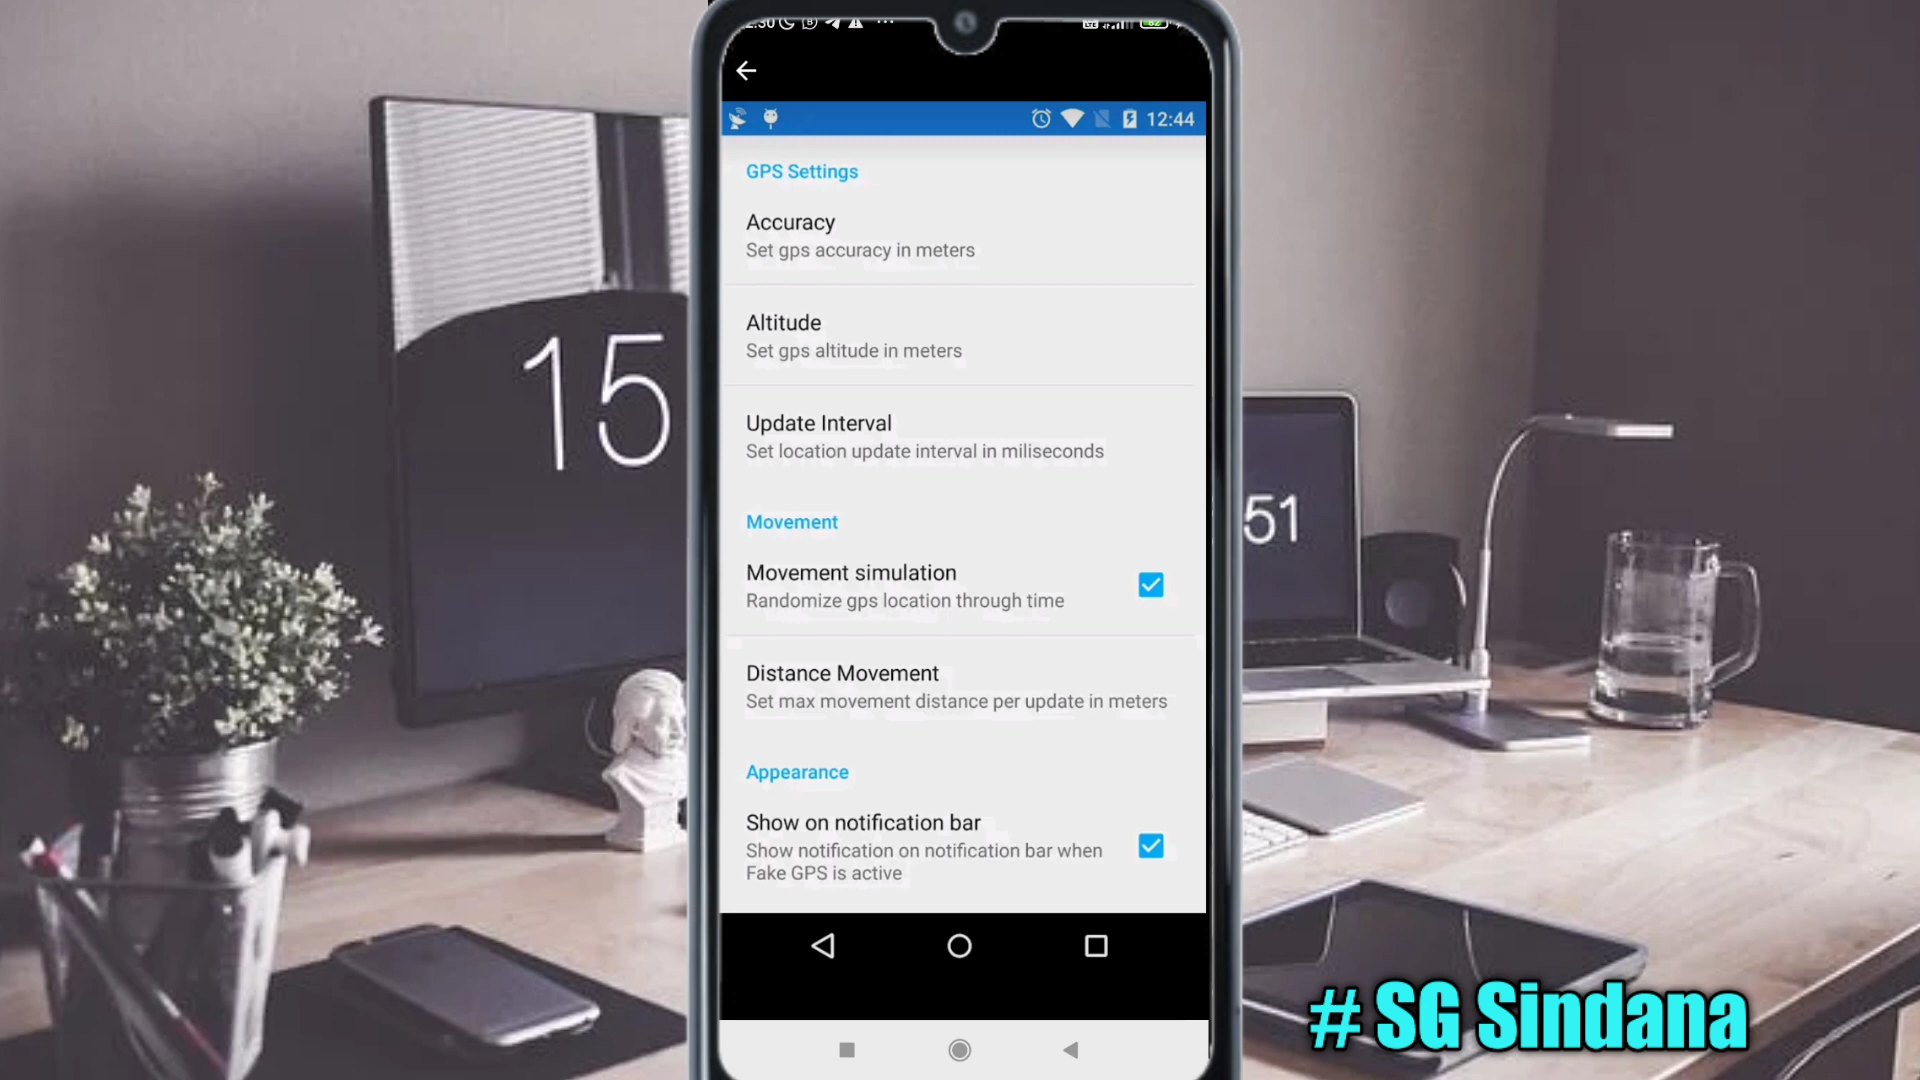 12:44
GPS Settings
Accuracy
Set gps accuracy in meters
Altitude
Set gps altitude in meters
Update Interval
Set location update interval in miliseconds
Movement
Movement simulation
Randomize gps location through time
Distance Movement
Set max movement distance per update in meters
Appearance
Show on notification bar
Show notification on notification bar when
Fake GPS is active
15
51
# SG Sindana